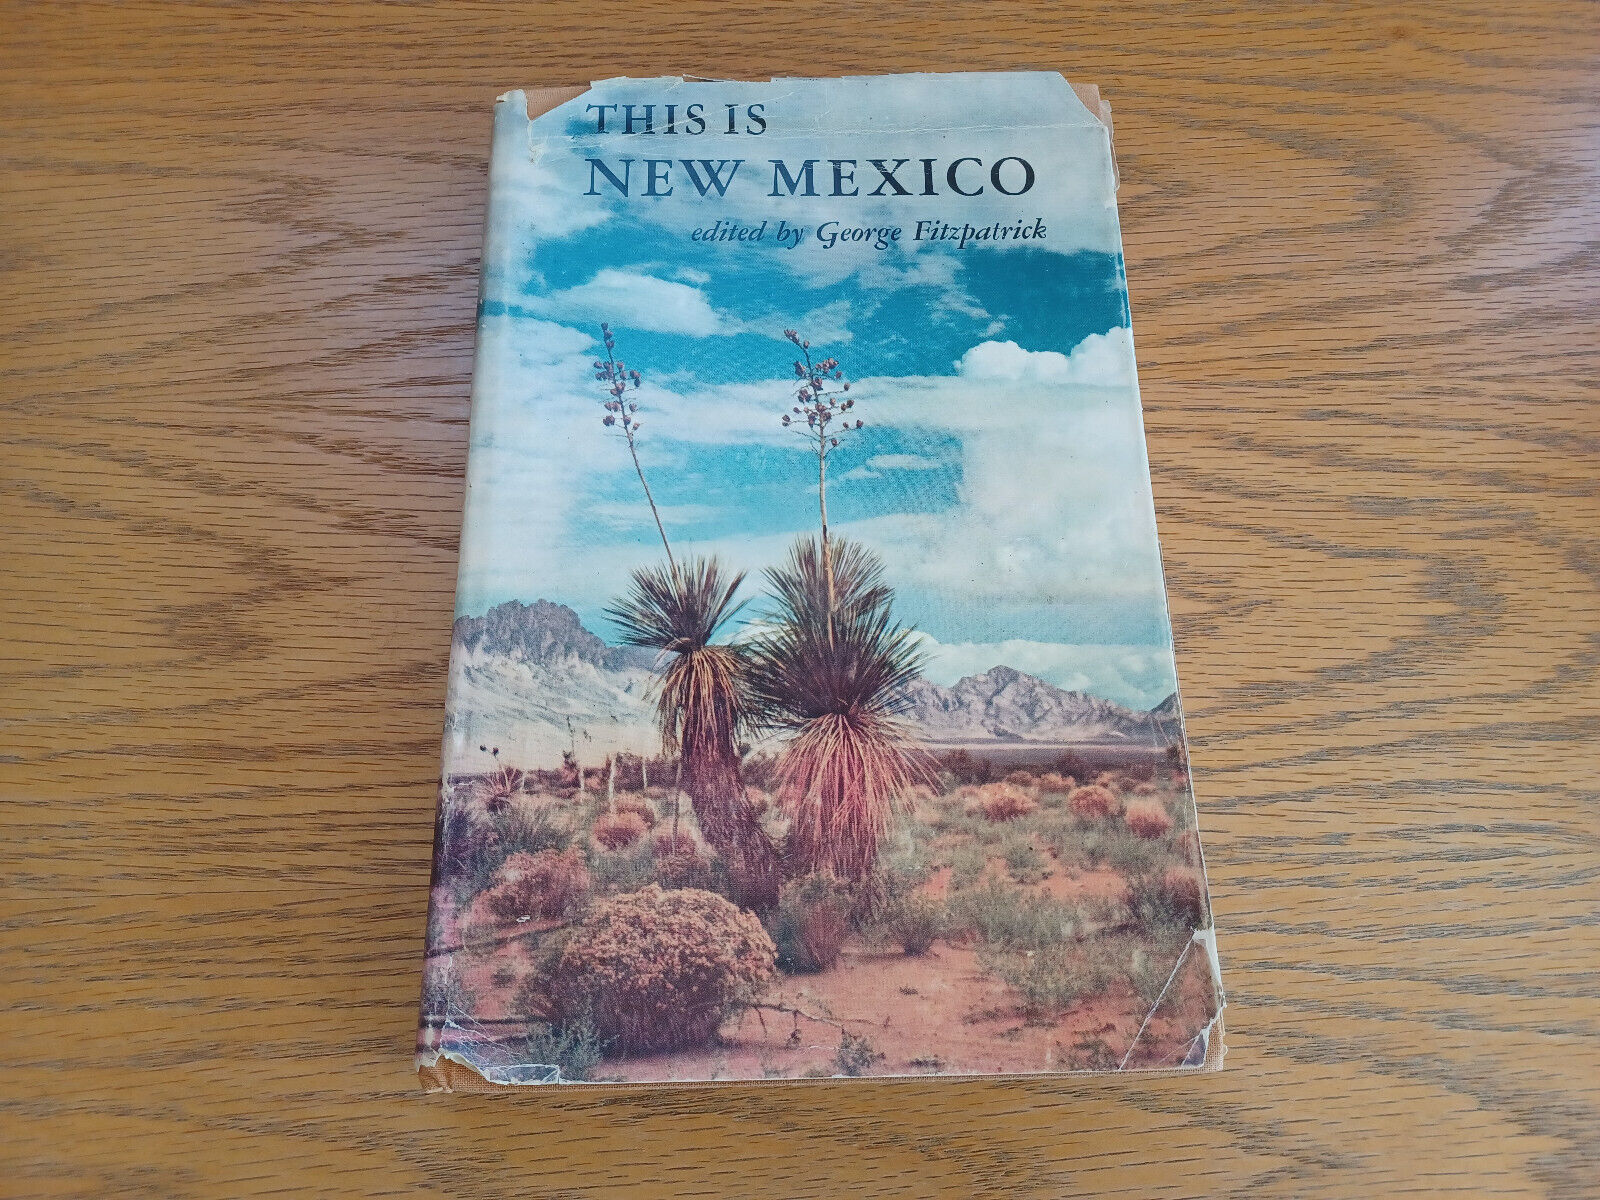 THIS IS
NEW MEXICO
edited by George Fitzpatrick